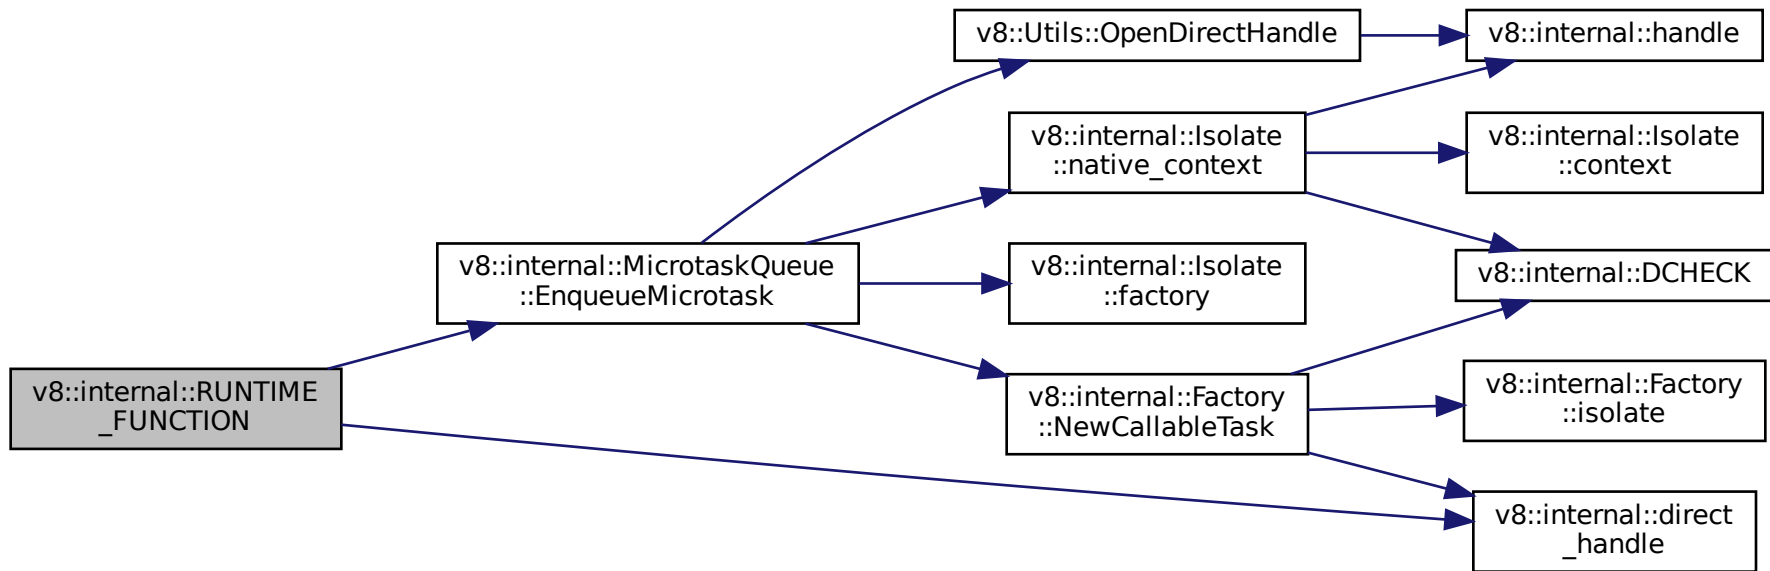 v8::internal::RUNTIME
_FUNCTION
v8::internal::MicrotaskQueue
::EnqueueMicrotask
v8::Utils::OpenDirectHandle
v8::internal::Isolate
::native_context
v8::internal::Isolate
::factory
v8::internal::Factory
::NewCallableTask
v8::internal::handle
v8::internal::Isolate
::context
v8::internal::DCHECK
v8::internal::Factory
::isolate
v8::internal::direct
_handle